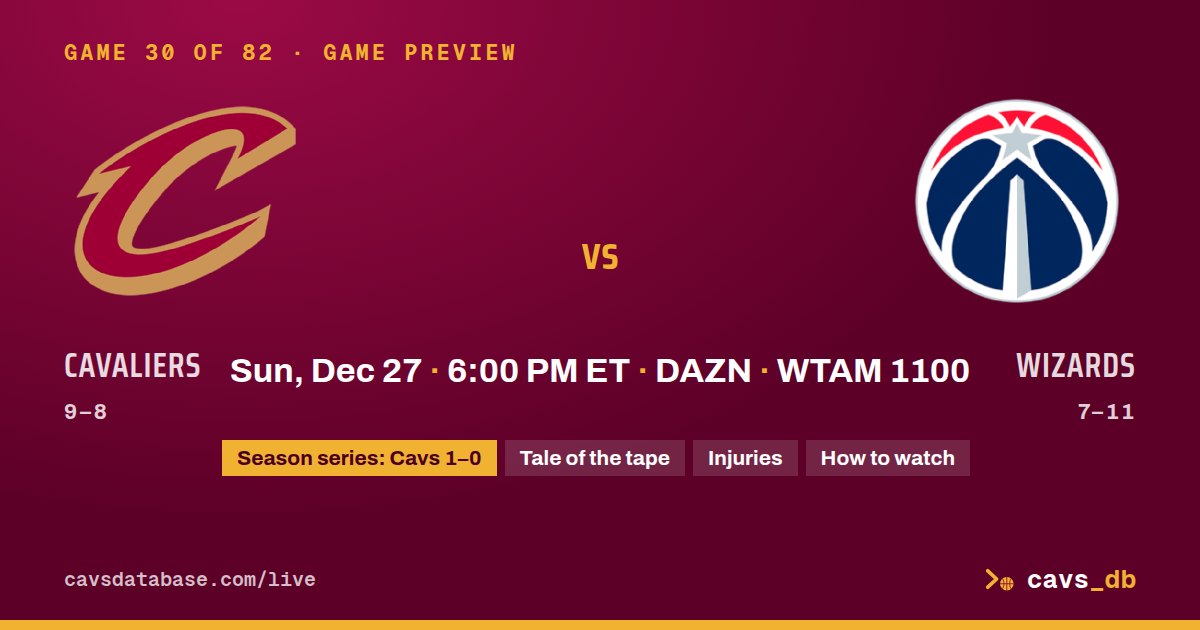 GAME 30 OF 82 · GAME PREVIEW
VS
CAVALIERS
9–8
Sun, Dec 27 · 6:00 PM ET · DAZN · WTAM 1100
WIZARDS
7–11
Season series: Cavs 1–0
Tale of the tape
Injuries
How to watch
cavsdatabase.com/live
cavs_db